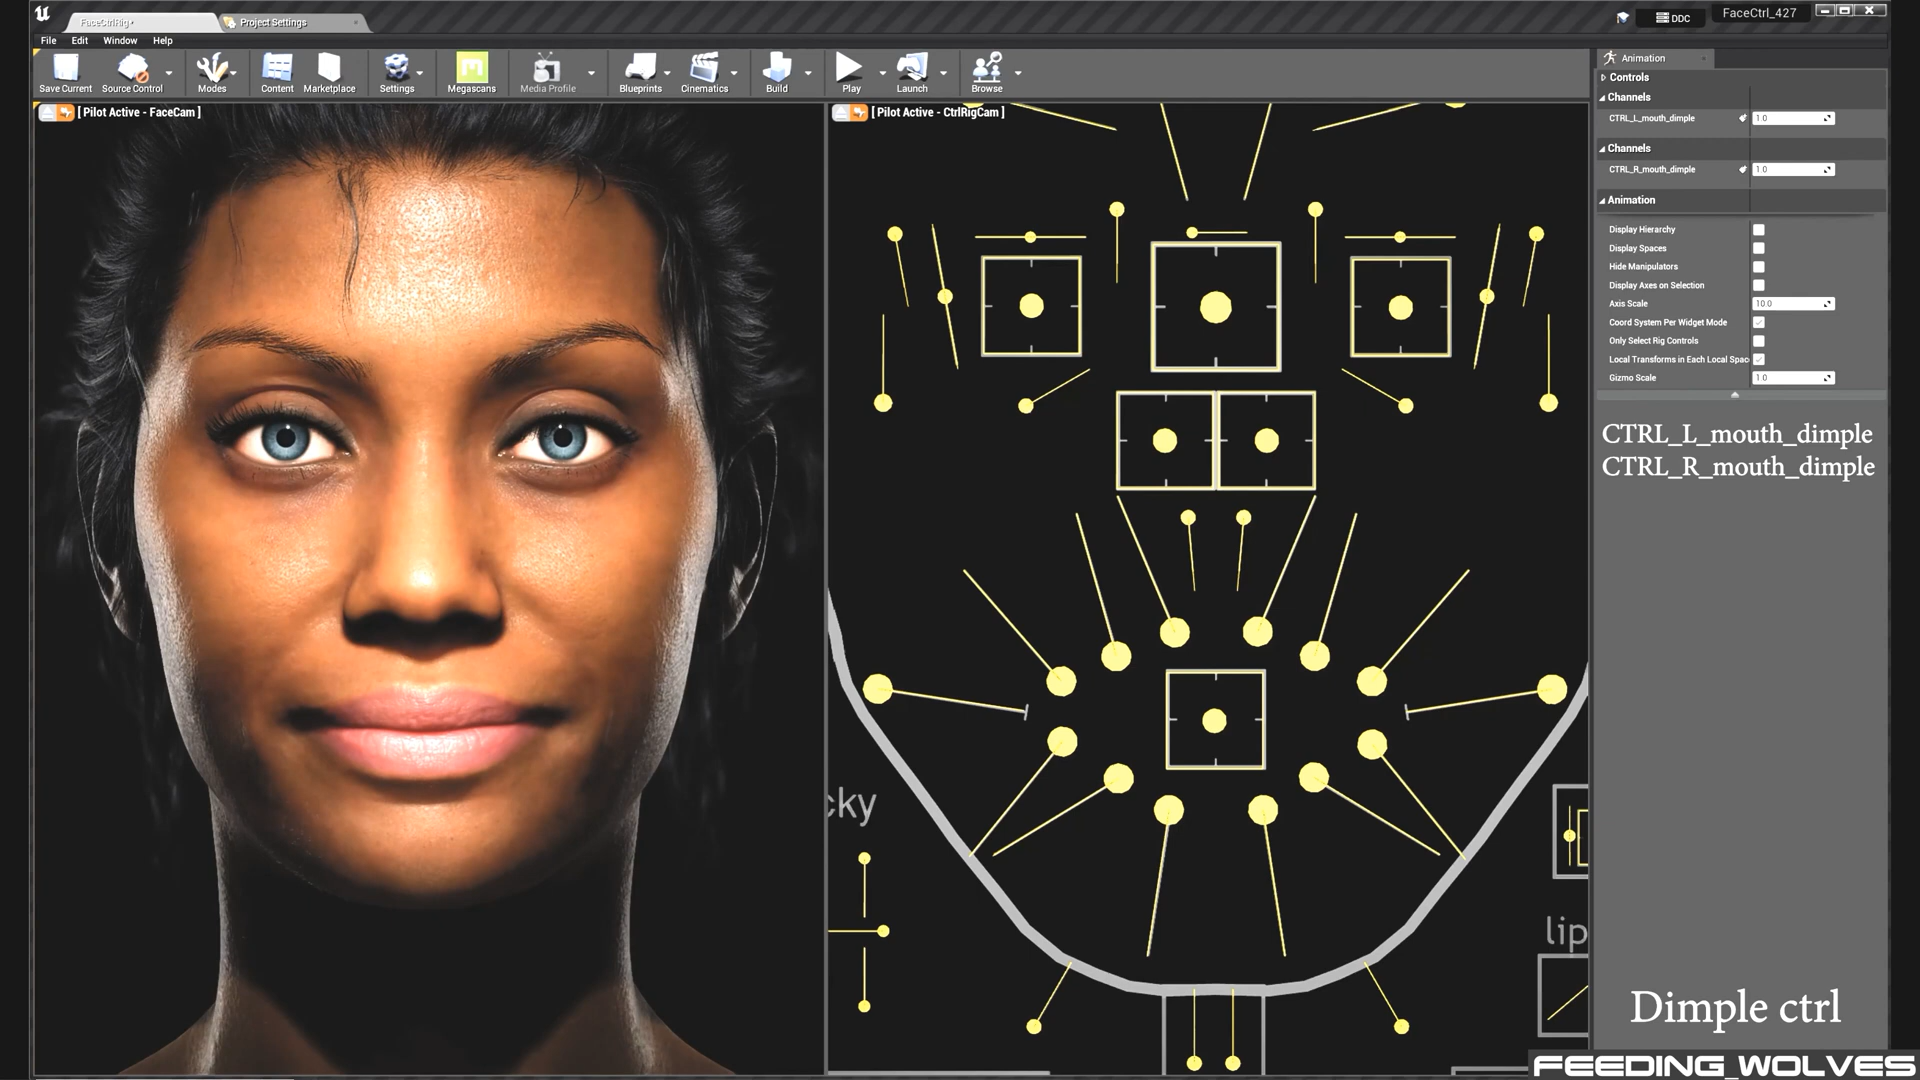 FaceCtrlRig•
Project Settings
DDC
FaceCtrl_427
File Edit Window Help
Save Current
Source Control
Modes
Content
Marketplace
Settings
Megascans
Media Profile
Blueprints
Cinematics
Build
Play
Launch
Browse
[ Pilot Active - FaceCam ]
[ Pilot Active - CtrlRigCam ]
cky
lip
Animation
Controls
Channels
CTRL_L_mouth_dimple 1.0
Channels
CTRL_R_mouth_dimple 1.0
Animation
Display Hierarchy
Display Spaces
Hide Manipulators
Display Axes on Selection
Axis Scale 10.0
Coord System Per Widget Mode
Only Select Rig Controls
Local Transforms in Each Local Spac
Gizmo Scale 1.0
CTRL_L_mouth_dimple
CTRL_R_mouth_dimple
Dimple ctrl
FEEDING_WOLVES